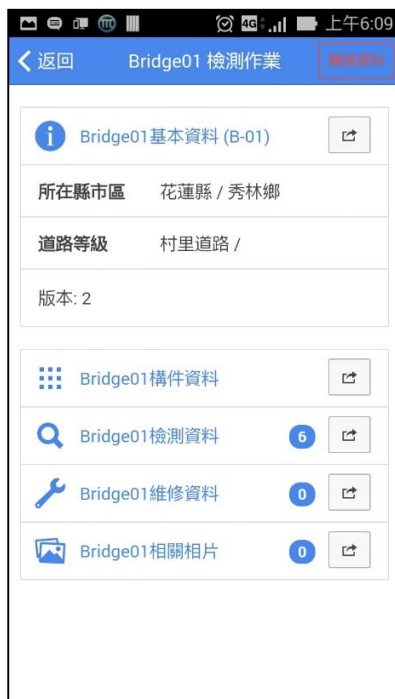 4G 上午6:09
返回 Bridge01 檢測作業
Bridge01基本資料 (B-01)
所在縣市區 花蓮縣 / 秀林鄉
道路等級 村里道路 /
版本: 2
Bridge01構件資料
Bridge01檢測資料 6
Bridge01維修資料 0
Bridge01相關相片 0